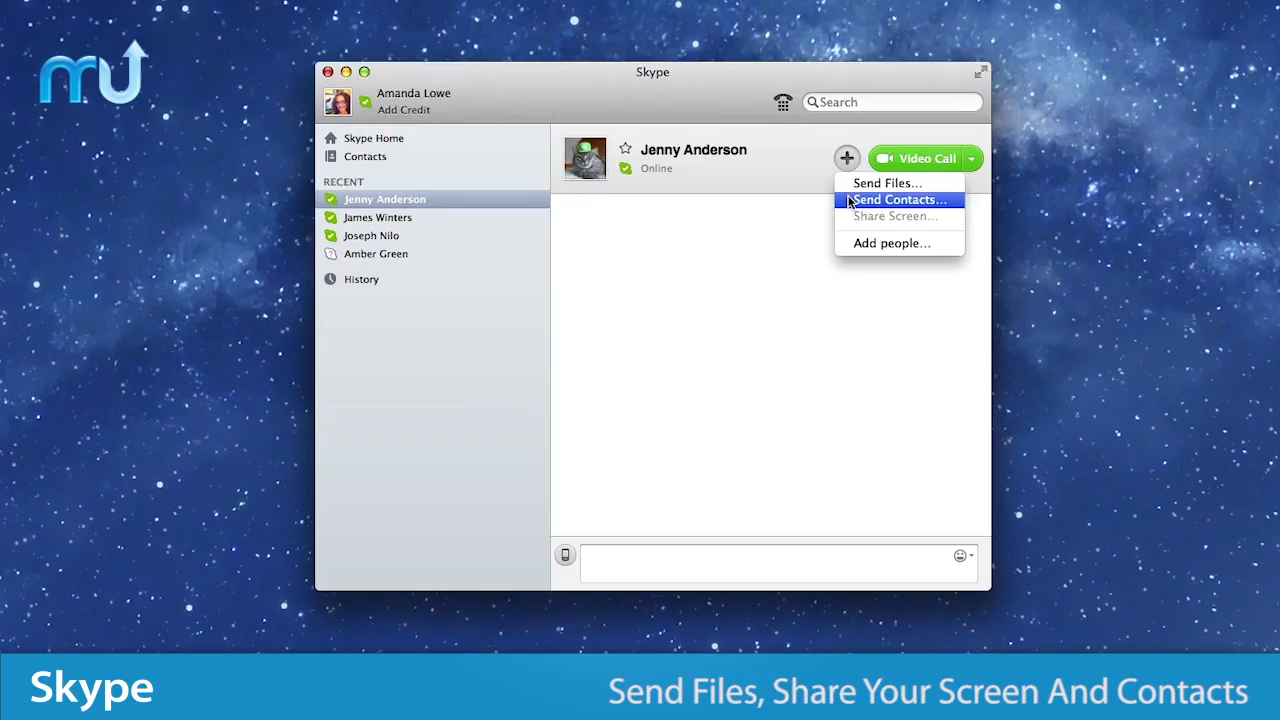 mu
Skype
Amanda Lowe
Add Credit
Search
Skype Home
Contacts
RECENT
Jenny Anderson
James Winters
Joseph Nilo
Amber Green
History
Jenny Anderson
Online
Video Call
Send Files...
Send Contacts...
Share Screen...
Add people...
Skype
Send Files, Share Your Screen And Contacts